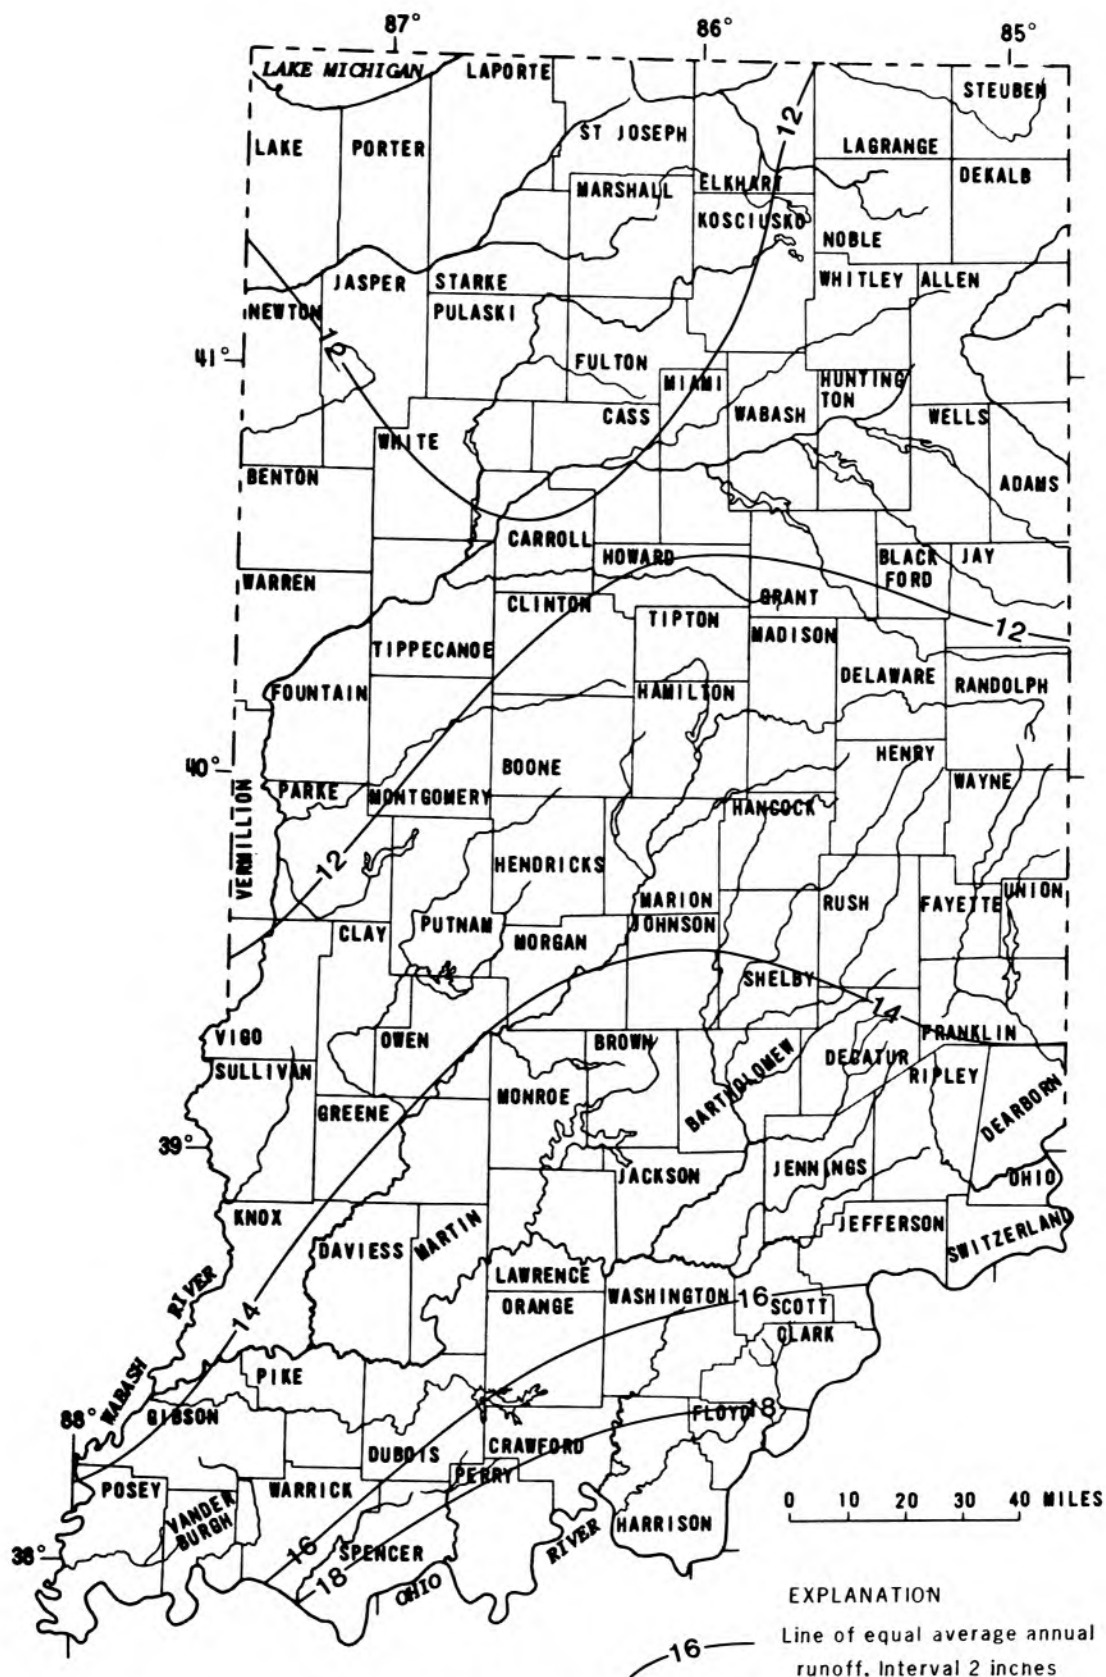 87° 86° 85°
LAKE MICHIGAN LAPORTE
STEUBEN
12
ST JOSEPH
LAKE PORTER LAGRANGE
DEKALB
MARSHALL ELKHART
KOSCIUSKO
NOBLE
JASPER STARKE WHITLEY ALLEN
NEWTON PULASKI
12
41°
FULTON
MIAMI HUNTING
TON
CASS WABASH WELLS
WHITE
BENTON ADAMS
CARROLL
HOWARD BLACK
FORD JAY
WARREN
CLINTON GRANT
TIPTON 12
MADISON
TIPPECANOE
DELAWARE
FOUNTAIN HAMILTON RANDOLPH
40°
BOONE HENRY
PARKE MONTGOMERY WAYNE
HANCOCK
VERMILLION
12 HENDRICKS
MARION RUSH FAYETTE UNION
CLAY PUTNAM JOHNSON
MORGAN
SHELBY
14
VIGO OWEN BROWN FRANKLIN
DECATUR
SULLIVAN RIPLEY
BARTHOLOMEW
GREENE MONROE DEARBORN
39°
JACKSON JENNINGS OHIO
KNOX
DAVIESS MARTIN JEFFERSON SWITZERLAND
LAWRENCE
WABASH RIVER
14 ORANGE WASHINGTON 16 SCOTT
CLARK
PIKE
88° GIBSON FLOYD 18
DUBOIS CRAWFORD
PERRY
POSEY WARRICK
VANDER
BURGH
HARRISON
0 10 20 30 40 MILES
38° 16 SPENCER
18 OHIO RIVER
EXPLANATION
16 Line of equal average annual
runoff. Interval 2 inches